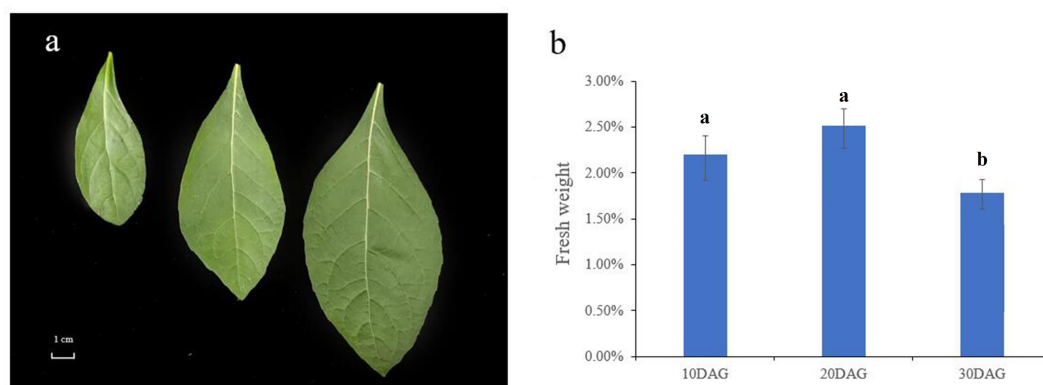 a
1 cm
b
3.00%
2.50%
2.00%
1.50%
1.00%
0.50%
0.00%
Fresh weight
a
a
b
10DAG
20DAG
30DAG